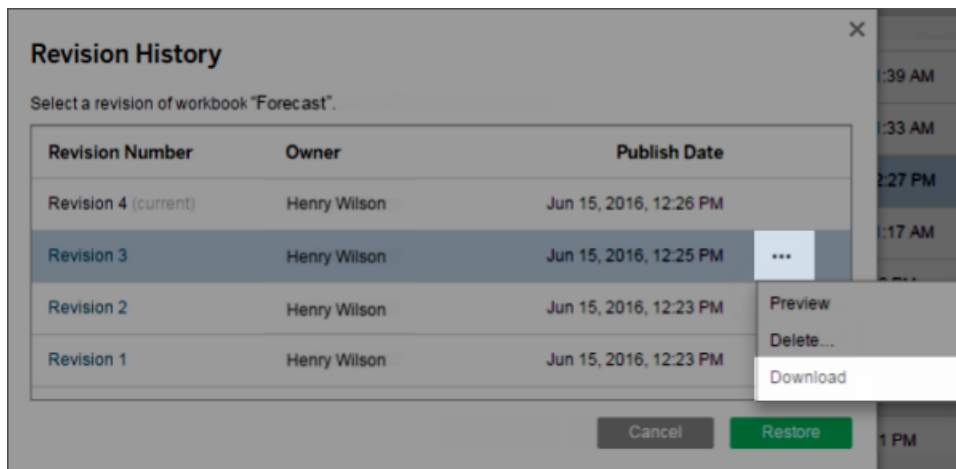 Revision History
Select a revision of workbook "Forecast".
Revision Number Owner Publish Date
Revision 4 (current) Henry Wilson Jun 15, 2016, 12:26 PM
Revision 3 Henry Wilson Jun 15, 2016, 12:25 PM ...
Revision 2 Henry Wilson Jun 15, 2016, 12:23 PM
Revision 1 Henry Wilson Jun 15, 2016, 12:23 PM
Preview
Delete...
Download
Cancel Restore
:39 AM
:33 AM
2:27 PM
:17 AM
1 PM